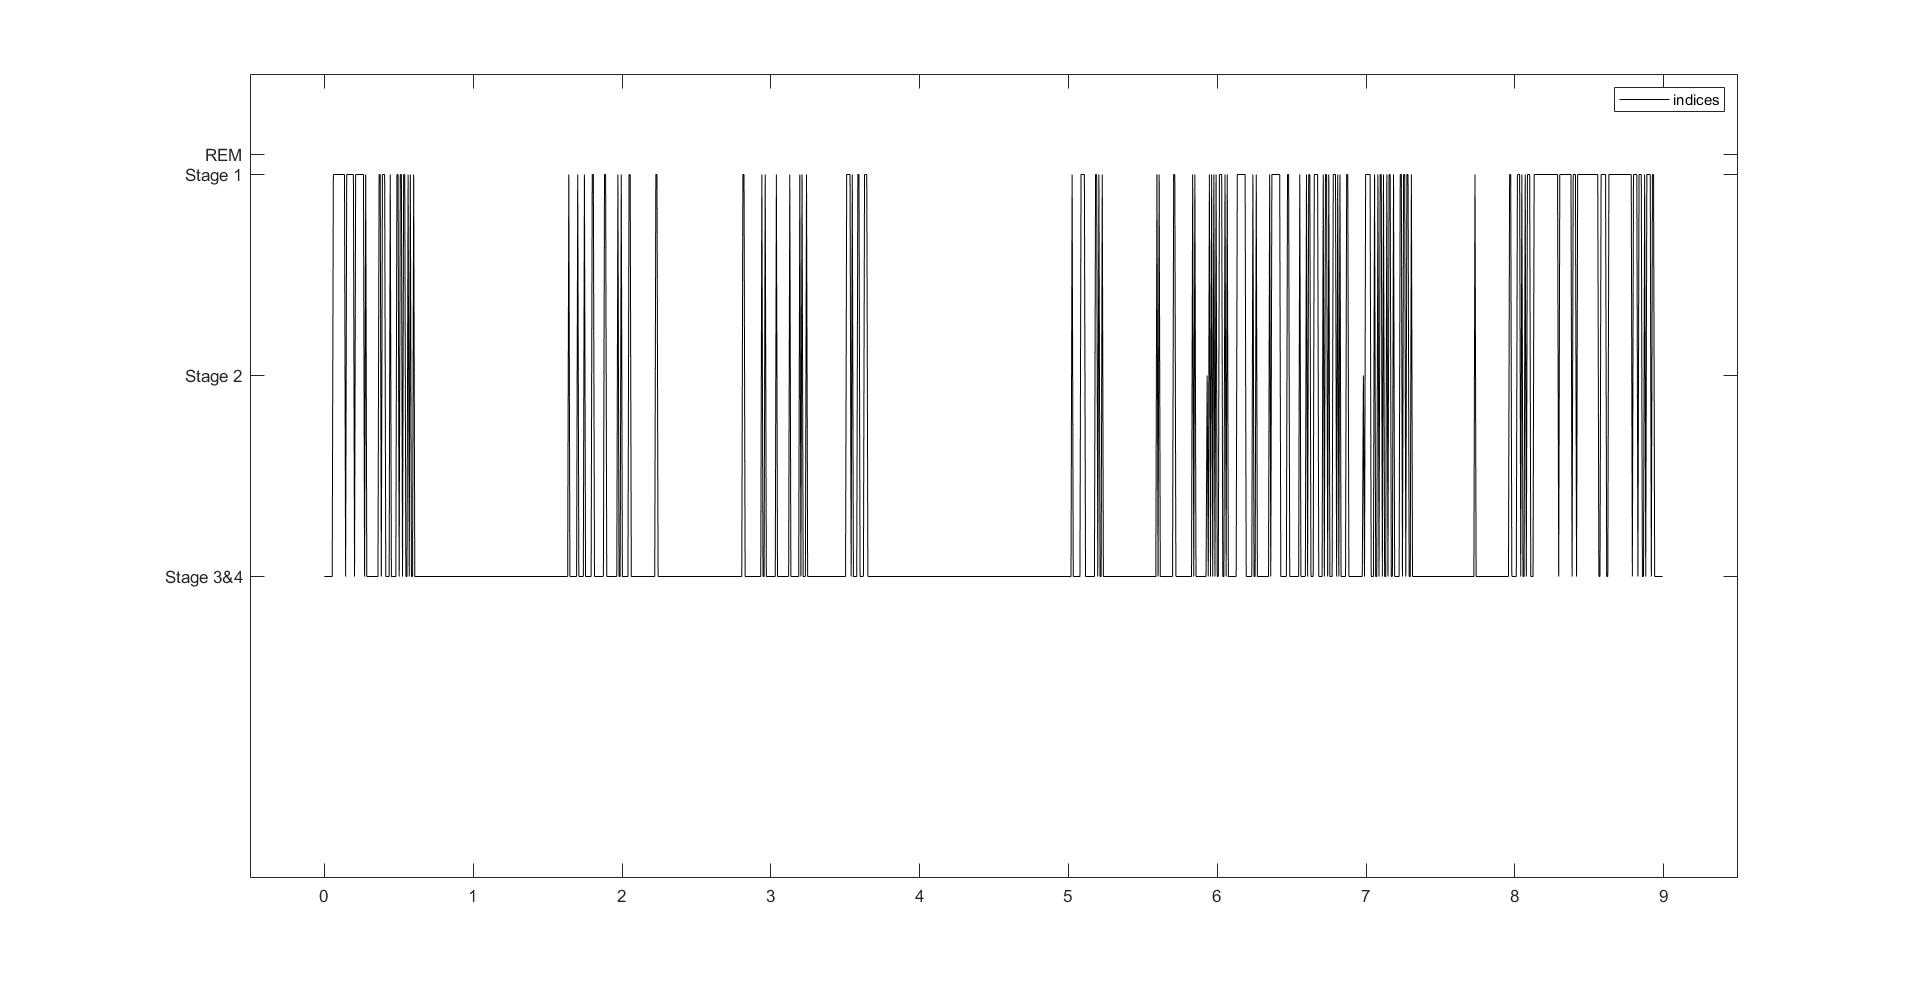 indices
REM
Stage 1
Stage 2
Stage 3&4
0 1 2 3 4 5 6 7 8 9